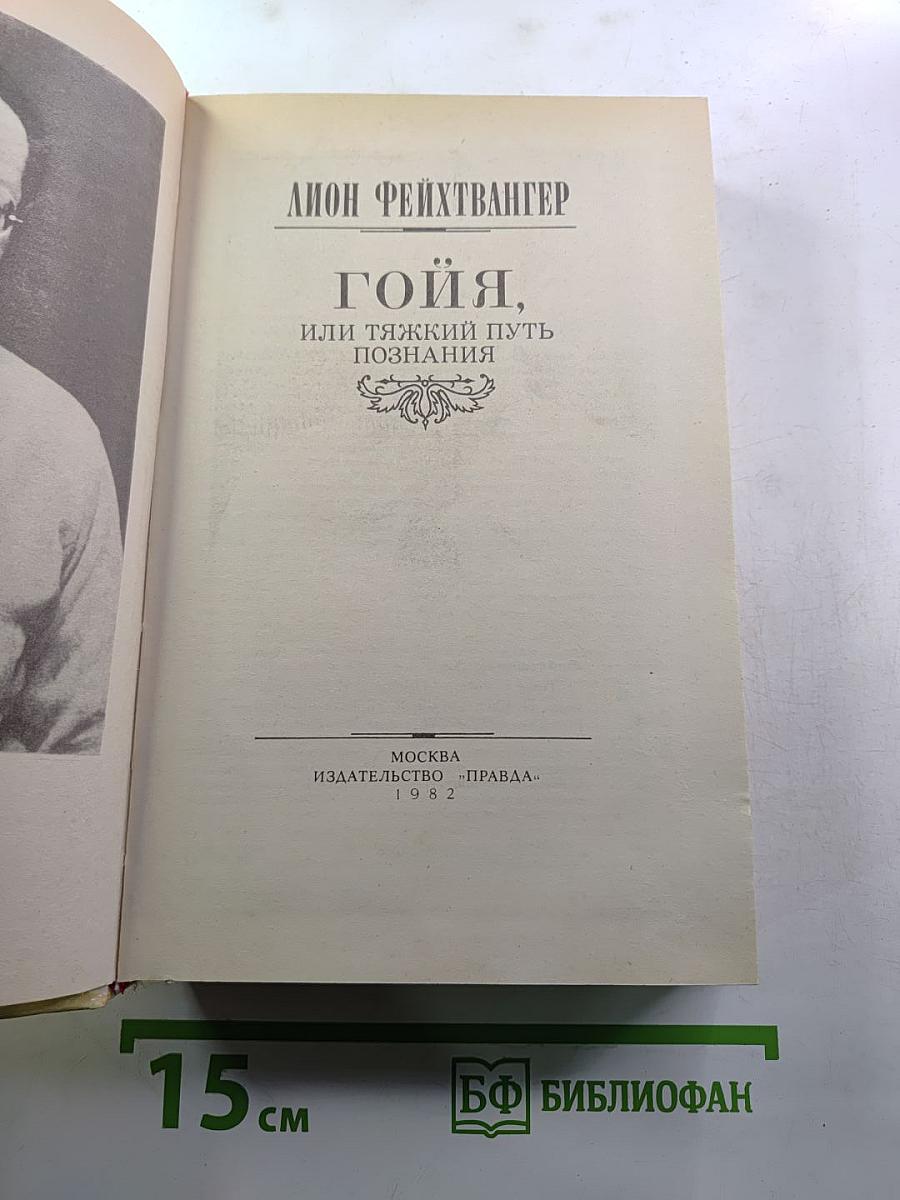 ЛИОН ФЕЙХТВАНГЕР
ГОЙЯ,
ИЛИ ТЯЖКИЙ ПУТЬ
ПОЗНАНИЯ
МОСКВА
ИЗДАТЕЛЬСТВО „ПРАВДА“
1982
15 см
БФ БИБЛИОФАН